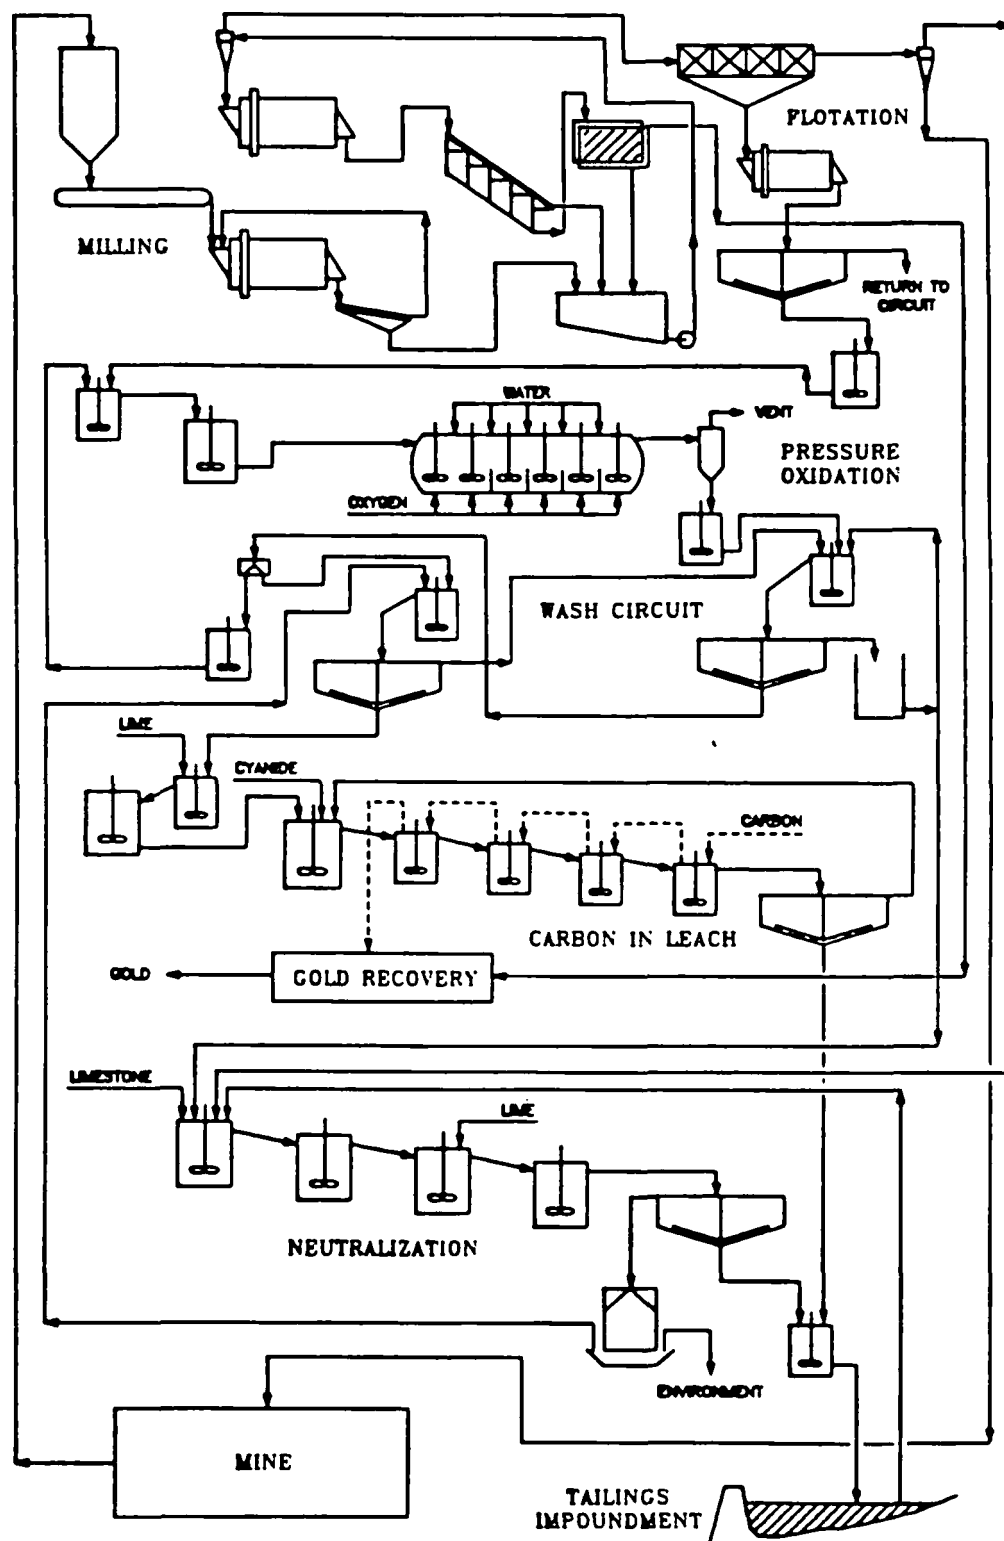 FLOTATION
MILLING
RETURN TO
CIRCUIT
WATER
VENT
PRESSURE
OXIDATION
OXYGEN
WASH CIRCUIT
LIME
CYANIDE
CARBON
CARBON IN LEACH
GOLD
GOLD RECOVERY
LIMESTONE
LIME
NEUTRALIZATION
ENVIRONMENT
MINE
TAILINGS
IMPOUNDMENT